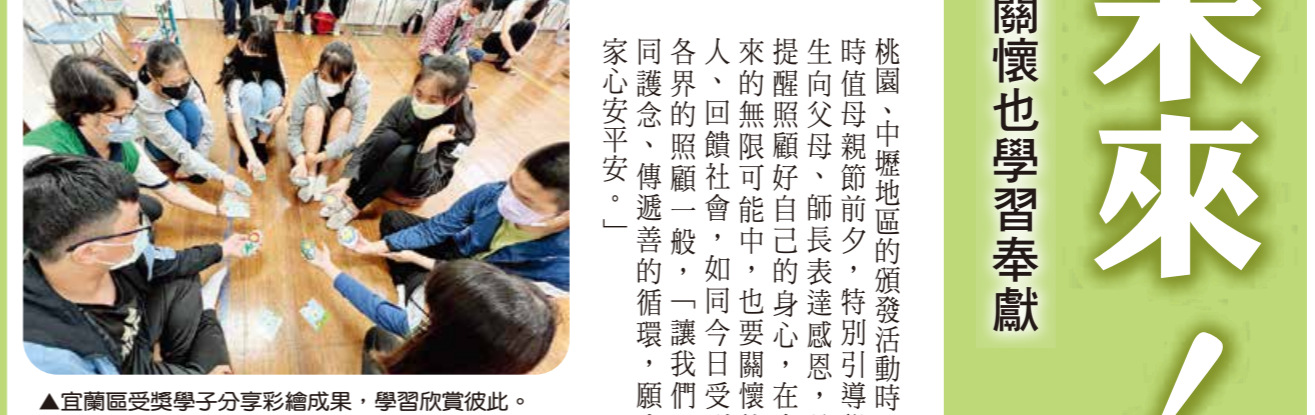 未來！
關懷也學習奉獻
桃園、中壢地區的頒發活動時
時值母親節前夕，特別引導
生向父母、師長表達感恩，
提醒照顧好自己的身心，在
來的無限可能中，也要關懷
人、回饋社會，如同今日受
各界的照顧一般，「讓我們
同護念、傳遞善的循環，願
家心安平安。」
▲宜蘭區受獎學子分享彩繪成果，學習欣賞彼此。